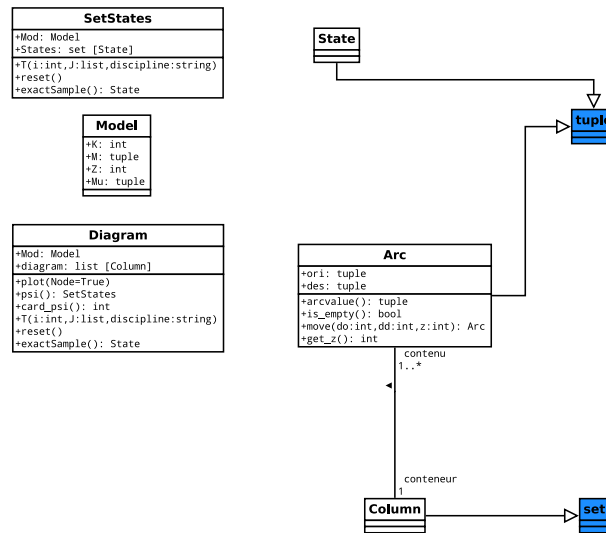 SetStates
+Mod: Model
+States: set [State]
+T(i:int,J:list,discipline:string)
+reset()
+exactSample(): State
State
tuple
Model
+K: int
+M: tuple
+Z: int
+Mu: tuple
Diagram
+Mod: Model
+diagram: list [Column]
+plot(Node=True)
+psi(): SetStates
+card_psi(): int
+T(i:int,J:list,discipline:string)
+reset()
+exactSample(): State
Arc
+ori: tuple
+des: tuple
+arcvalue(): tuple
+is_empty(): bool
+move(do:int,dd:int,z:int): Arc
+get_z(): int
contenu
1..*
conteneur
1
Column
set